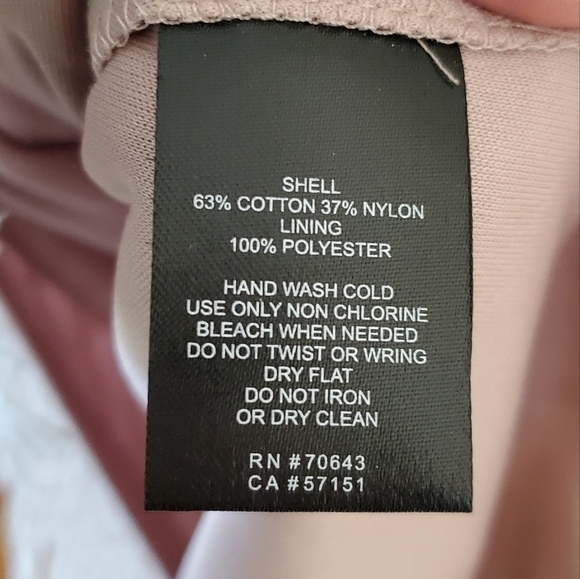 SHELL
63% COTTON 37% NYLON
LINING
100% POLYESTER
HAND WASH COLD
USE ONLY NON CHLORINE
BLEACH WHEN NEEDED
DO NOT TWIST OR WRING
DRY FLAT
DO NOT IRON
OR DRY CLEAN
RN #70643
CA #57151